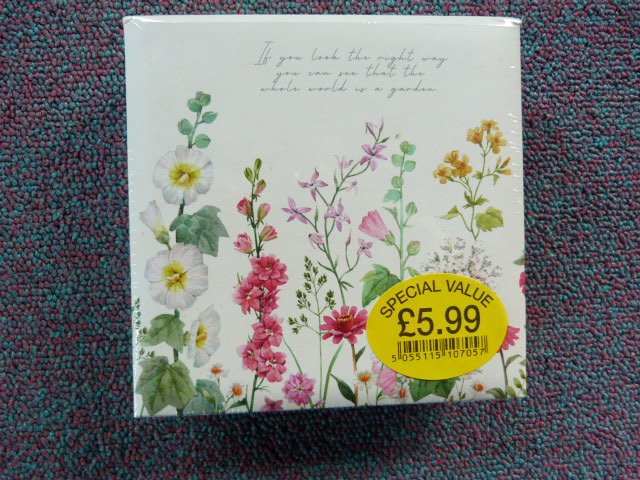 If you look the right way
you can see that the
whole world is a garden.
SPECIAL VALUE
£5.99
5 055115 107057